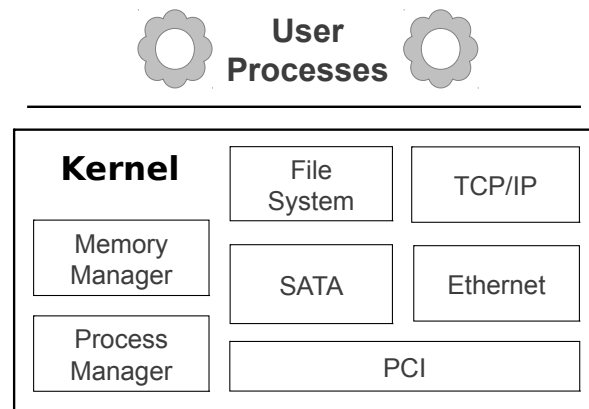 User
Processes
Kernel
File
System
TCP/IP
Memory
Manager
SATA
Ethernet
Process
Manager
PCI